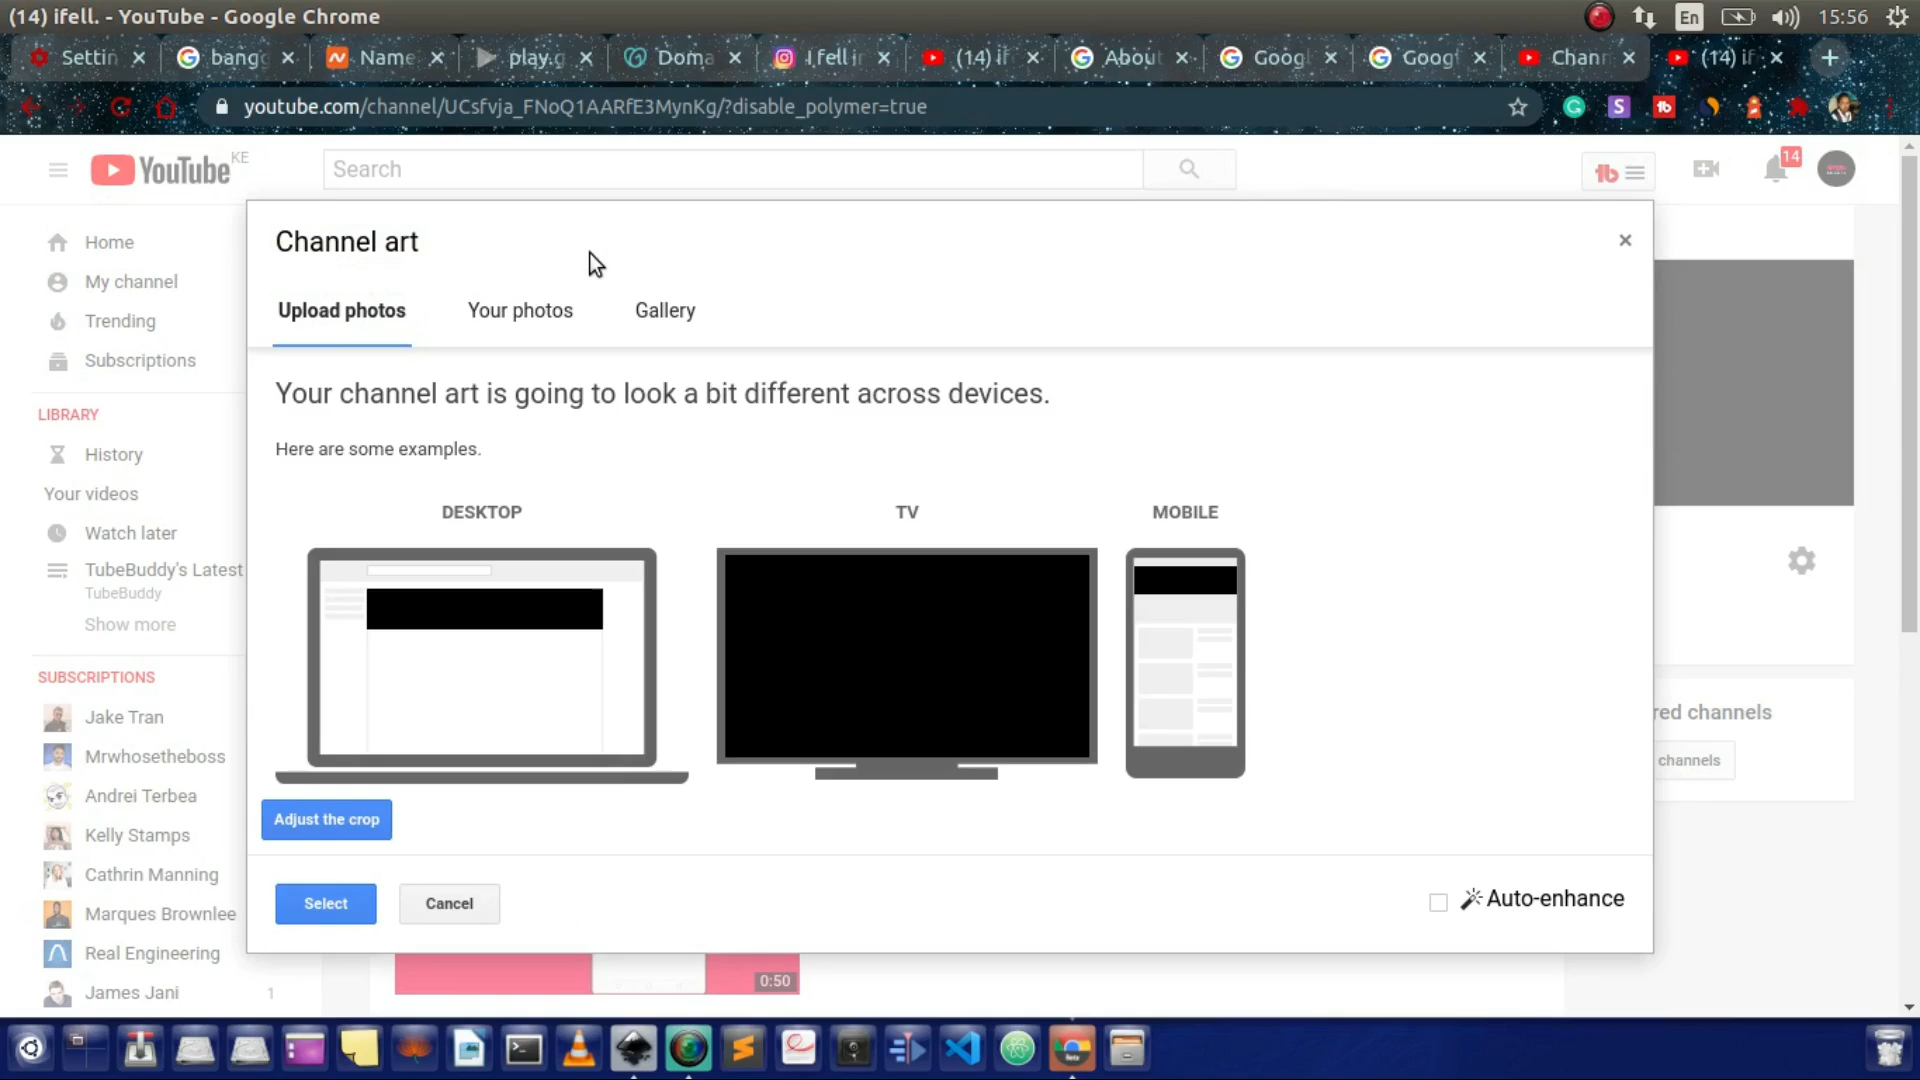 (14) ifell. - YouTube - Google Chrome
En
15:56
Settin
bangg
Name
play.g
Doma
I fell in
(14) if
About
Googl
Googl
Chann
(14) if
youtube.com/channel/UCsfvja_FNoQ1AARfE3MynKg/?disable_polymer=true
YouTube KE
Search
14
Home
My channel
Trending
Subscriptions
LIBRARY
History
Your videos
Watch later
TubeBuddy's Latest
TubeBuddy
Show more
SUBSCRIPTIONS
Jake Tran
Mrwhosetheboss
Andrei Terbea
Kelly Stamps
Cathrin Manning
Marques Brownlee
Real Engineering
James Jani
1
Channel art
Upload photos
Your photos
Gallery
Your channel art is going to look a bit different across devices.
Here are some examples.
DESKTOP
TV
MOBILE
Adjust the crop
Select
Cancel
Auto-enhance
red channels
channels
0:50